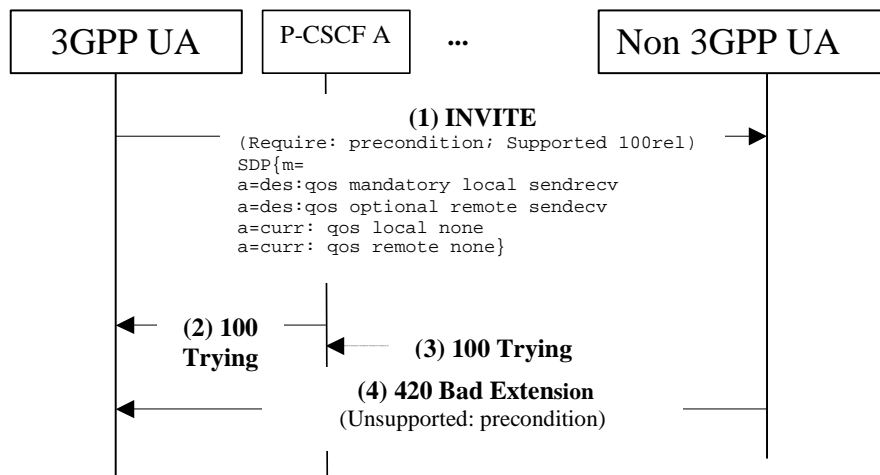 3GPP UA
P-CSCF A
...
Non 3GPP UA
(1) INVITE
(Require: precondition; Supported 100rel)
SDP{m=
a=des:qos mandatory local sendrecv
a=des:qos optional remote sendecv
a=curr: qos local none
a=curr: qos remote none}
(2) 100
Trying
(3) 100 Trying
(4) 420 Bad Extension
(Unsupported: precondition)